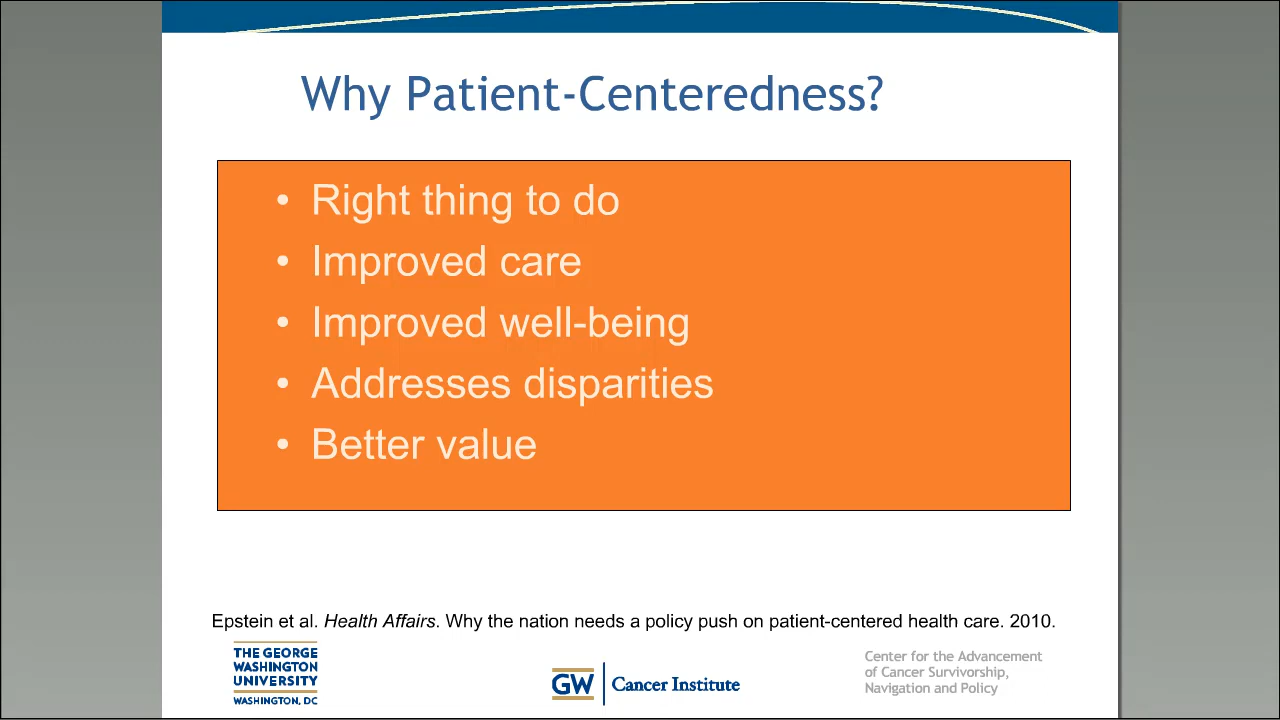 Why Patient-Centeredness?
• Right thing to do
• Improved care
• Improved well-being
• Addresses disparities
• Better value
Epstein et al. Health Affairs. Why the nation needs a policy push on patient-centered health care. 2010.
THE GEORGE
WASHINGTON
UNIVERSITY
WASHINGTON, DC
GW Cancer Institute
Center for the Advancement
of Cancer Survivorship,
Navigation and Policy